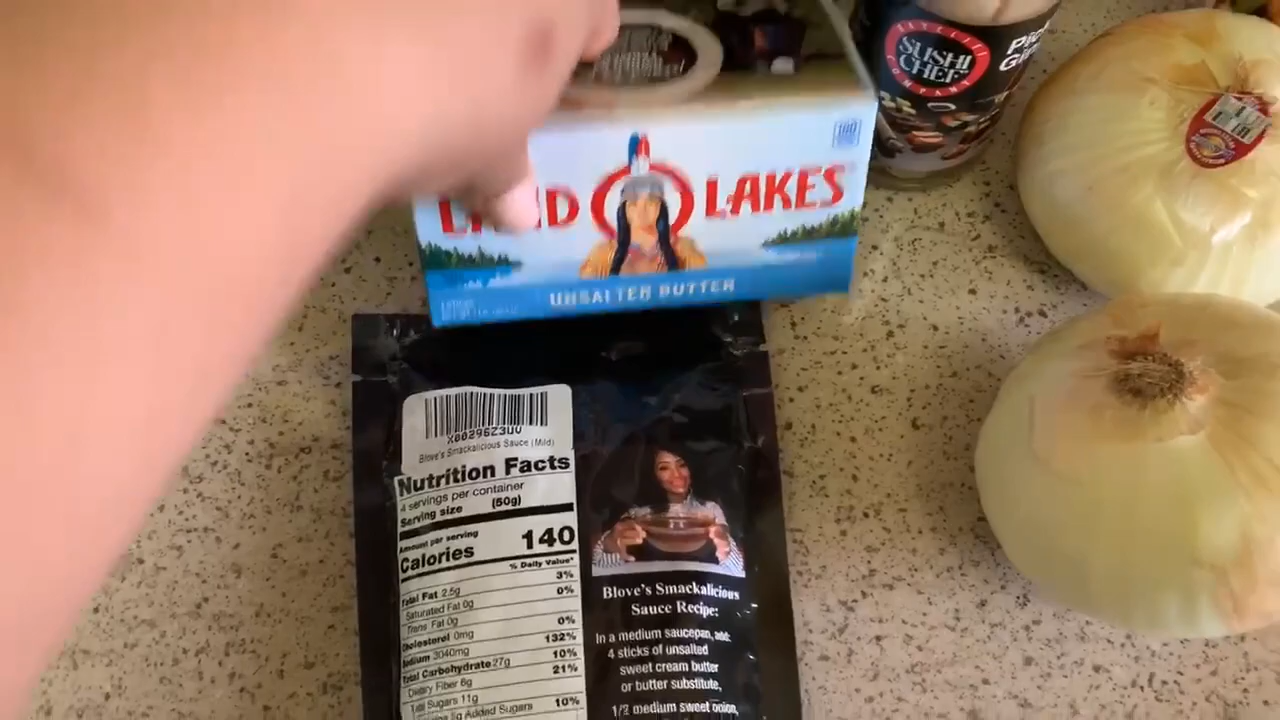 SUSHI
CHEF
COMPANY
LAKES
UNSALTED BUTTER
X00296Z3UV
Blove's Smackalicious Sauce (Mild)
Nutrition Facts
4 servings per container
Serving size (50g)
Amount per serving
Calories 140
% Daily Value*
Total Fat 2.5g 3%
Saturated Fat 0g 0%
Trans Fat 0g
Cholesterol 0mg 0%
Sodium 3040mg 132%
Total Carbohydrate 27g 10%
Dietary Fiber 6g 21%
Total Sugars 11g
Added Sugars 10%
Blove's Smackalicious
Sauce Recipe:
In a medium saucepan, add:
4 sticks of unsalted
sweet cream butter
or butter substitute,
1/2 medium sweet onion,